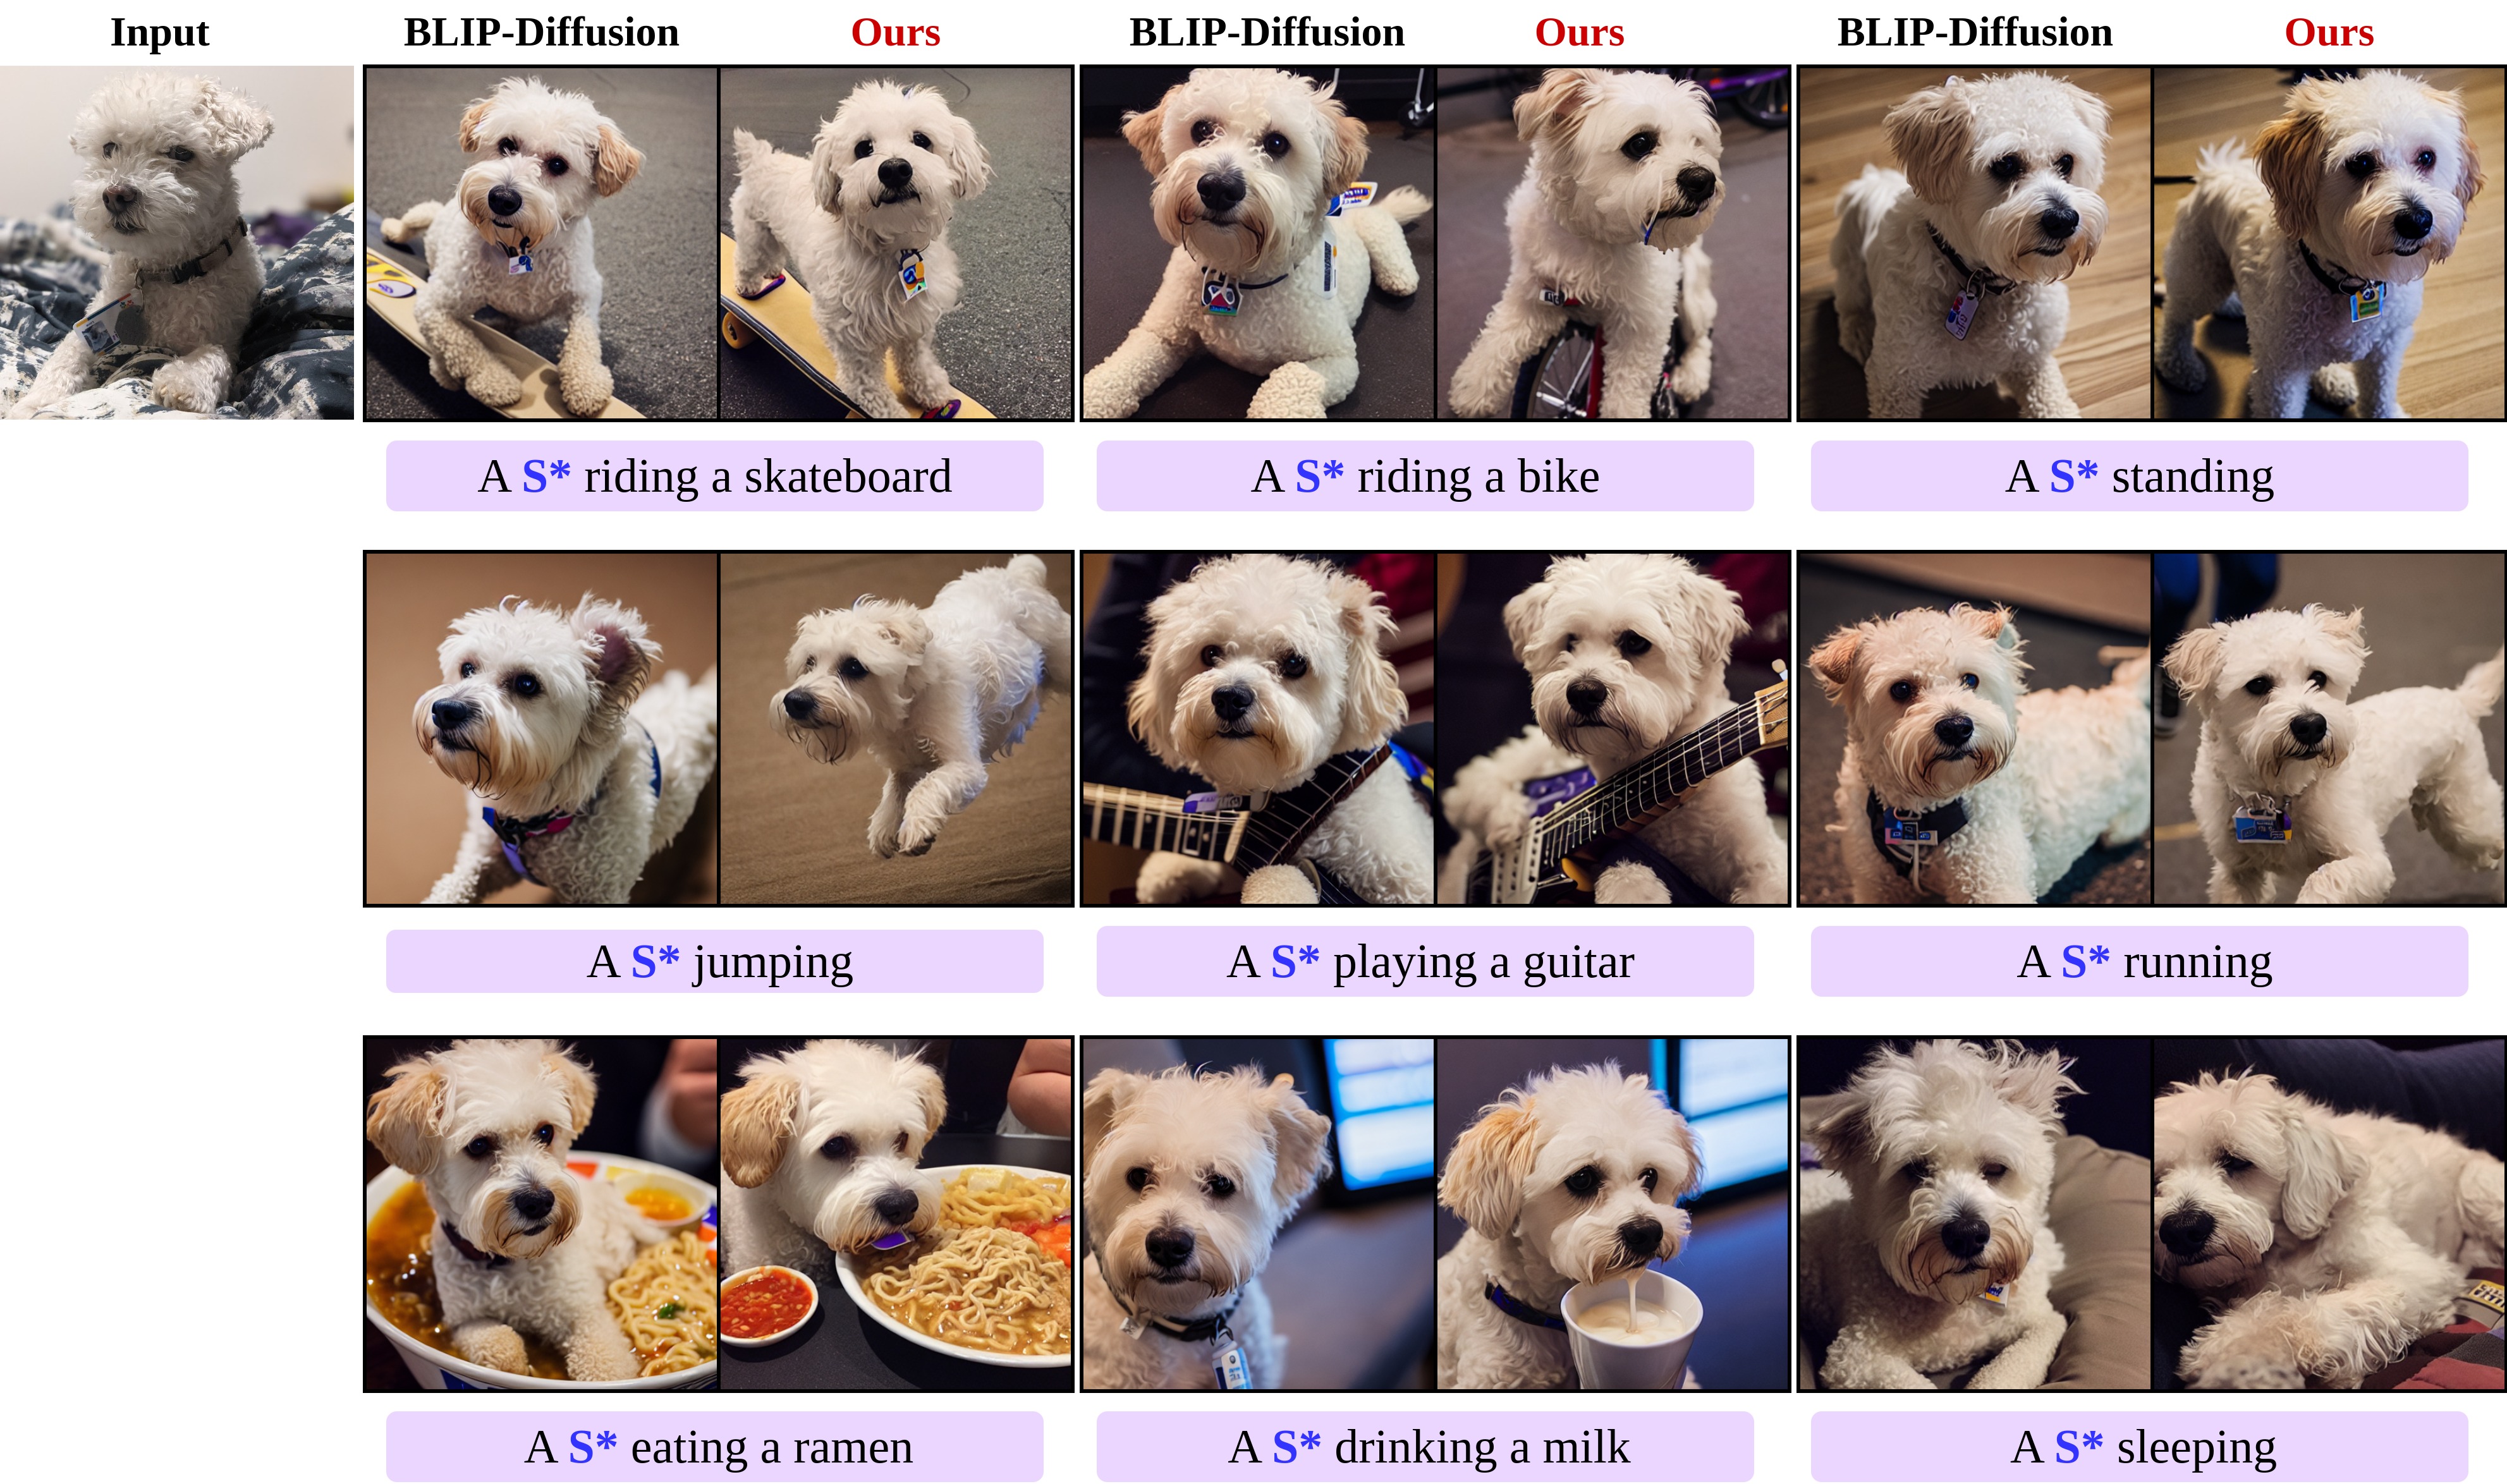 Input
BLIP-Diffusion
Ours
BLIP-Diffusion
Ours
BLIP-Diffusion
Ours
A S* riding a skateboard
A S* riding a bike
A S* standing
A S* jumping
A S* playing a guitar
A S* running
A S* eating a ramen
A S* drinking a milk
A S* sleeping